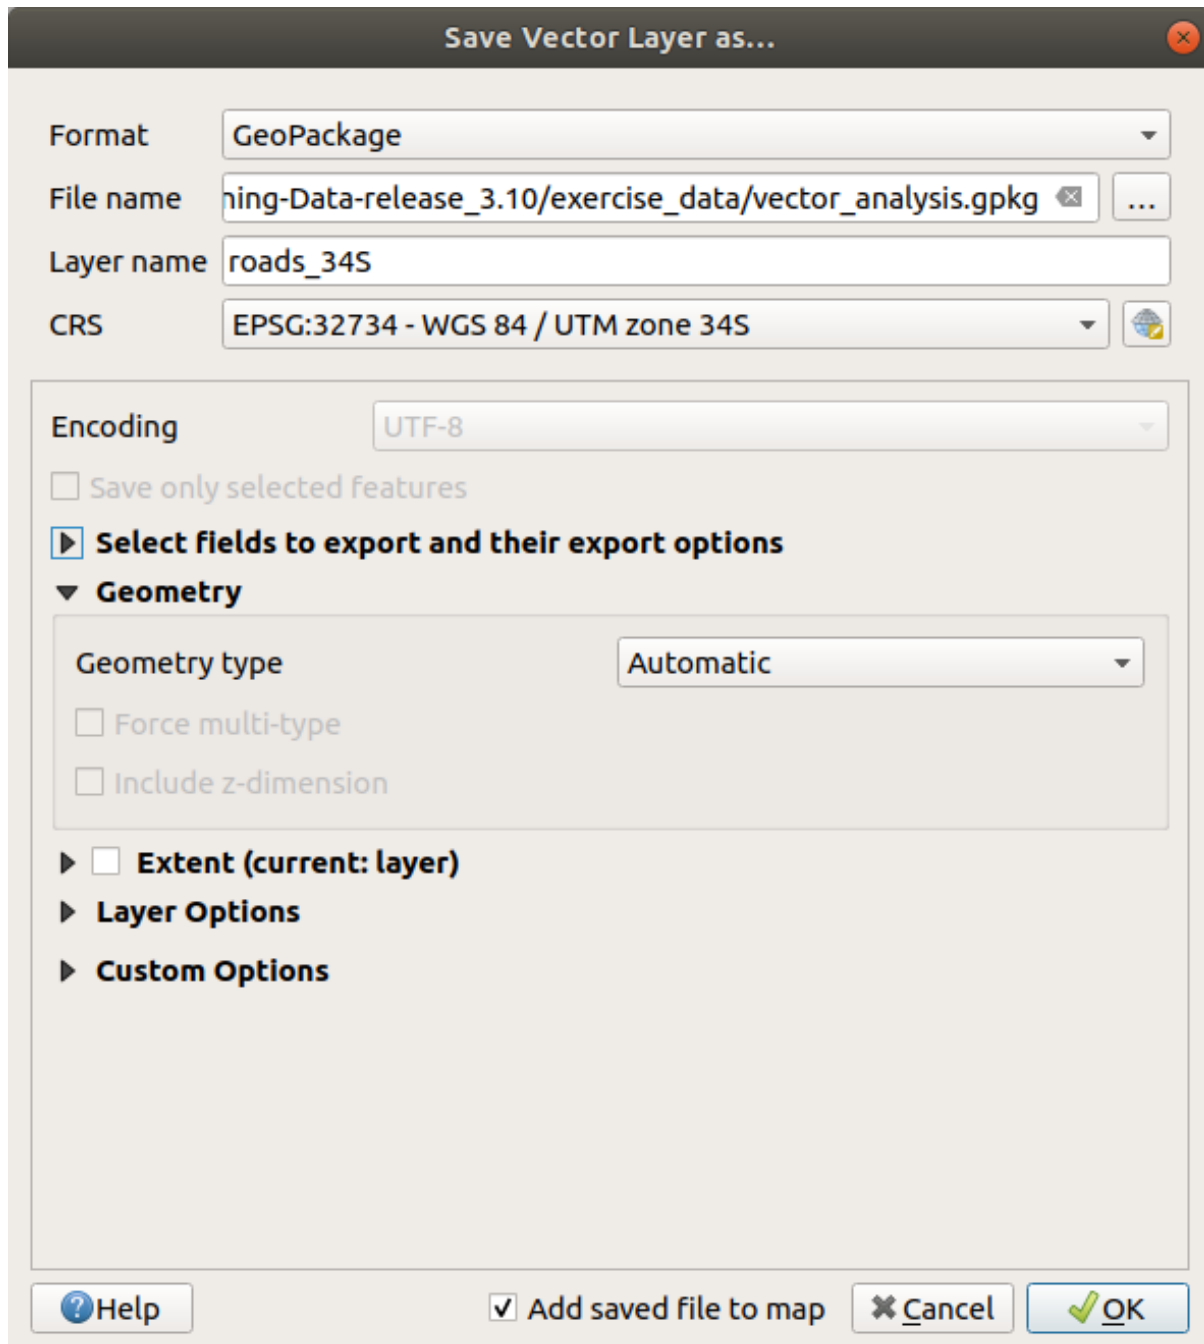 Save Vector Layer as...
Format GeoPackage
File name ning-Data-release_3.10/exercise_data/vector_analysis.gpkg ...
Layer name roads_34S
CRS EPSG:32734 - WGS 84 / UTM zone 34S
Encoding UTF-8
Save only selected features
Select fields to export and their export options
Geometry
Geometry type Automatic
Force multi-type
Include z-dimension
Extent (current: layer)
Layer Options
Custom Options
Help Add saved file to map Cancel OK